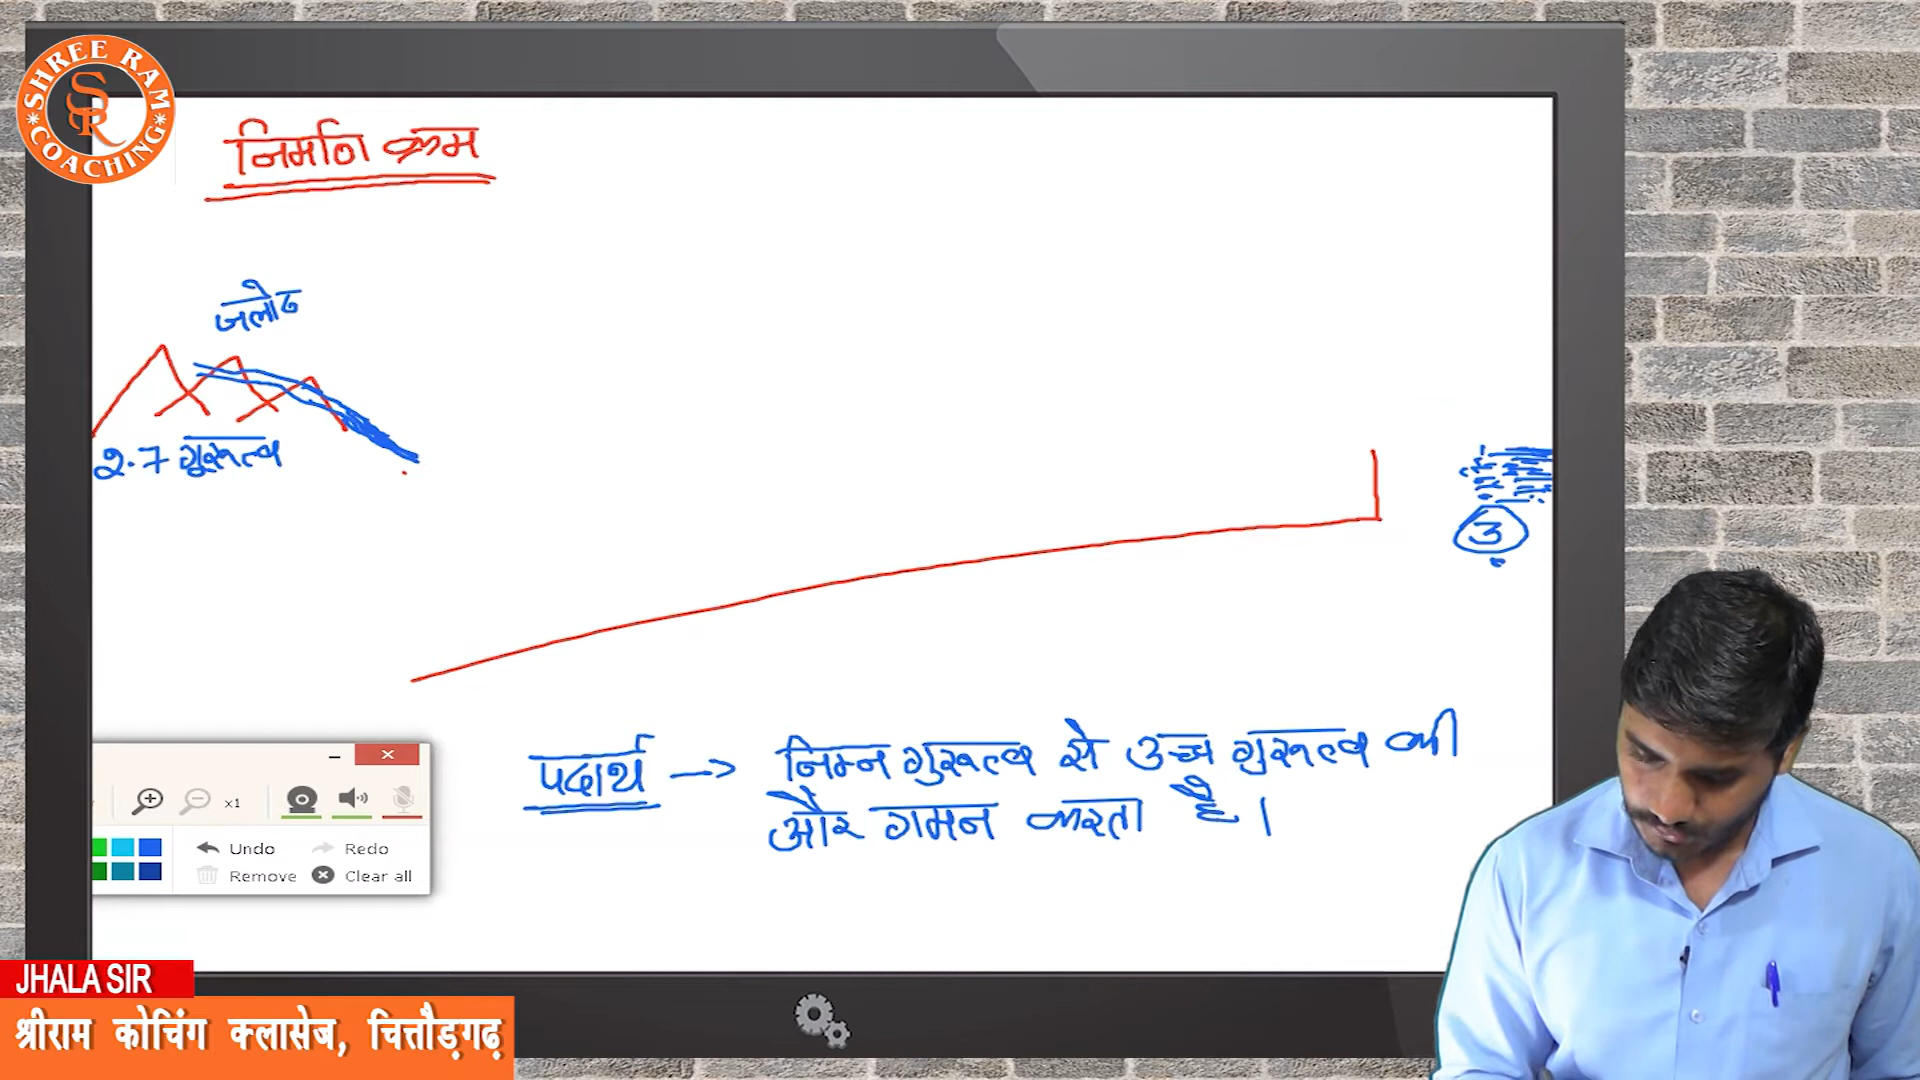 SHREE RAM
COACHING
SR
निर्माण क्रम
जलोढ
2.7 गुरूत्व
3
पदार्थ → निम्न गुरूत्व से उच्च गुरूत्व की
और गमन करता है।
x1
Undo
Redo
Remove
Clear all
JHALA SIR
श्रीराम कोचिंग क्लासेज, चित्तौड़गढ़